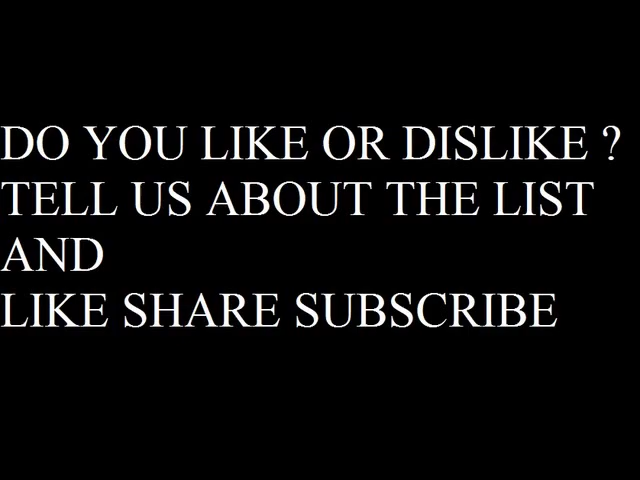 DO YOU LIKE OR DISLIKE ?
TELL US ABOUT THE LIST
AND
LIKE SHARE SUBSCRIBE